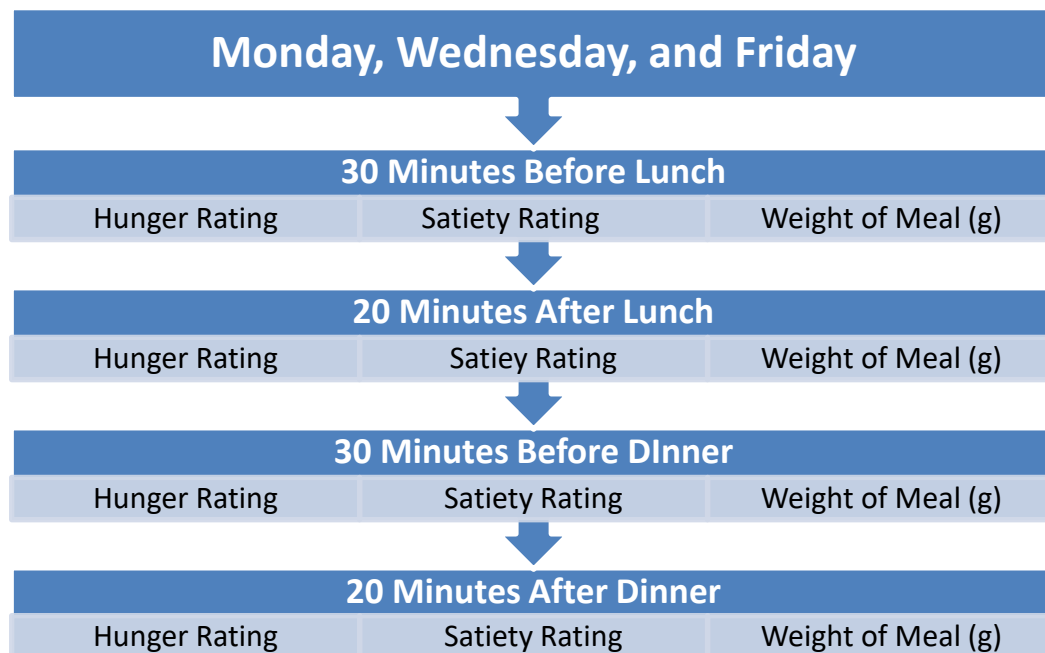 Monday, Wednesday, and Friday
30 Minutes Before Lunch
Hunger Rating Satiety Rating Weight of Meal (g)
20 Minutes After Lunch
Hunger Rating Satiey Rating Weight of Meal (g)
30 Minutes Before DInner
Hunger Rating Satiety Rating Weight of Meal (g)
20 Minutes After Dinner
Hunger Rating Satiety Rating Weight of Meal (g)